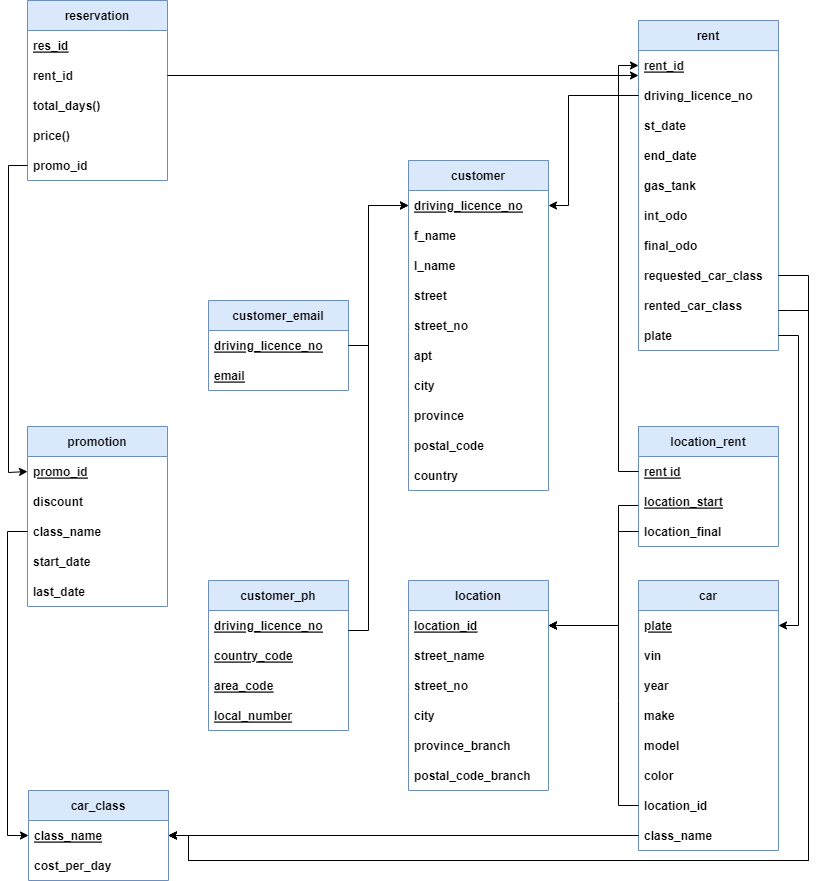 reservation
res_id
rent_id
total_days()
price()
promo_id
rent
rent_id
driving_licence_no
st_date
end_date
gas_tank
int_odo
final_odo
requested_car_class
rented_car_class
plate
customer
driving_licence_no
f_name
l_name
street
street_no
apt
city
province
postal_code
country
customer_email
driving_licence_no
email
promotion
promo_id
discount
class_name
start_date
last_date
location_rent
rent id
location_start
location_final
customer_ph
driving_licence_no
country_code
area_code
local_number
location
location_id
street_name
street_no
city
province_branch
postal_code_branch
car
plate
vin
year
make
model
color
location_id
class_name
car_class
class_name
cost_per_day